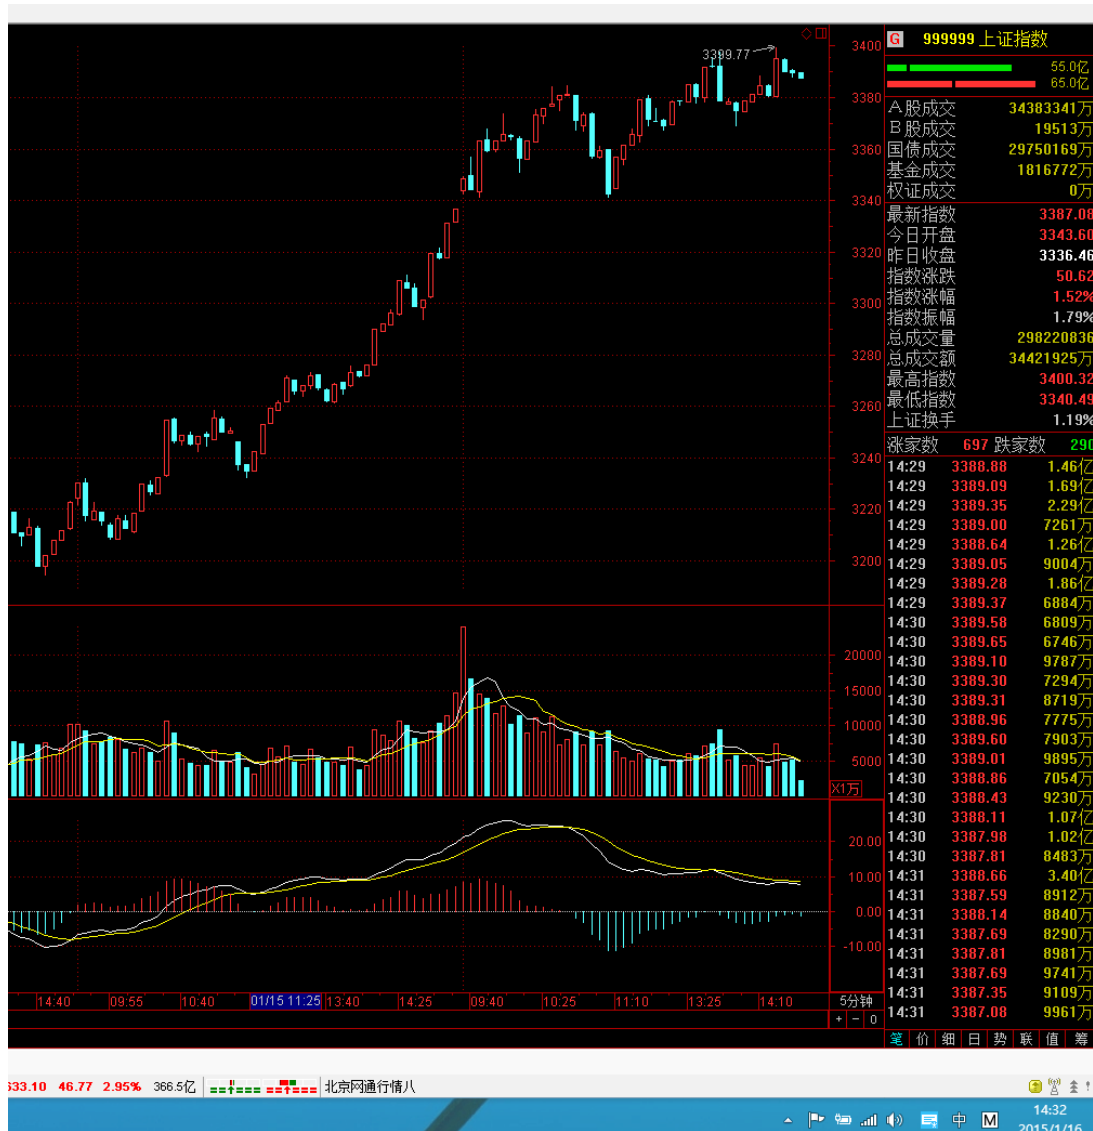 G 999999 上证指数
55.0亿
65.0亿
A股成交 34383341万
B股成交 19513万
国债成交 29750169万
基金成交 1816772万
权证成交 0万
最新指数 3387.08
今日开盘 3343.60
昨日收盘 3336.46
指数涨跌 50.62
指数涨幅 1.52%
指数振幅 1.79%
总成交量 298220836
总成交额 34421925万
最高指数 3400.32
最低指数 3340.49
上证换手 1.19%
涨家数 697 跌家数 290
14:29 3388.88 1.46亿
14:29 3389.09 1.69亿
14:29 3389.35 2.29亿
14:29 3389.00 7261万
14:29 3388.64 1.26亿
14:29 3389.05 9004万
14:29 3389.28 1.86亿
14:29 3389.37 6884万
14:30 3389.58 6809万
14:30 3389.65 6746万
14:30 3389.10 9787万
14:30 3389.30 7294万
14:30 3389.31 8719万
14:30 3388.96 7775万
14:30 3389.60 7903万
14:30 3389.01 9895万
14:30 3388.86 7054万
14:30 3388.43 9230万
14:30 3388.11 1.07亿
14:30 3387.98 1.02亿
14:30 3387.81 8483万
14:31 3388.66 3.40亿
14:31 3387.59 8912万
14:31 3388.14 8840万
14:31 3387.69 8290万
14:31 3387.81 8981万
14:31 3387.69 9741万
14:31 3387.35 9109万
14:31 3387.08 9961万
笔 价 细 日 势 联 值 筹
3399.77
3400
3380
3360
3340
3320
3300
3280
3260
3240
3220
3200
20000
15000
10000
5000
X1万
20.00
10.00
0.00
-10.00
14:40 09:55 10:40 01/15 11:25 13:40 14:25 09:40 10:25 11:10 13:25 14:10 5分钟
+ - 0
533.10 46.77 2.95% 366.5亿 北京网通行情八
中 M 14:32
2015/1/16